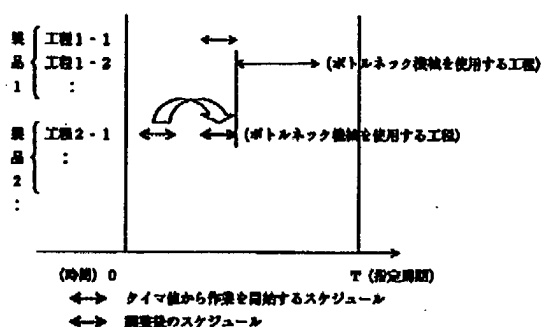 製品1 工程1-1
工程1-2
:
(ボトルネック機械を使用する工程)
製品2 工程2-1
:
(ボトルネック機械を使用する工程)
:
(時間) 0
T (指定周期)
タイマ値から作業を開始するスケジュール
調整後のスケジュール